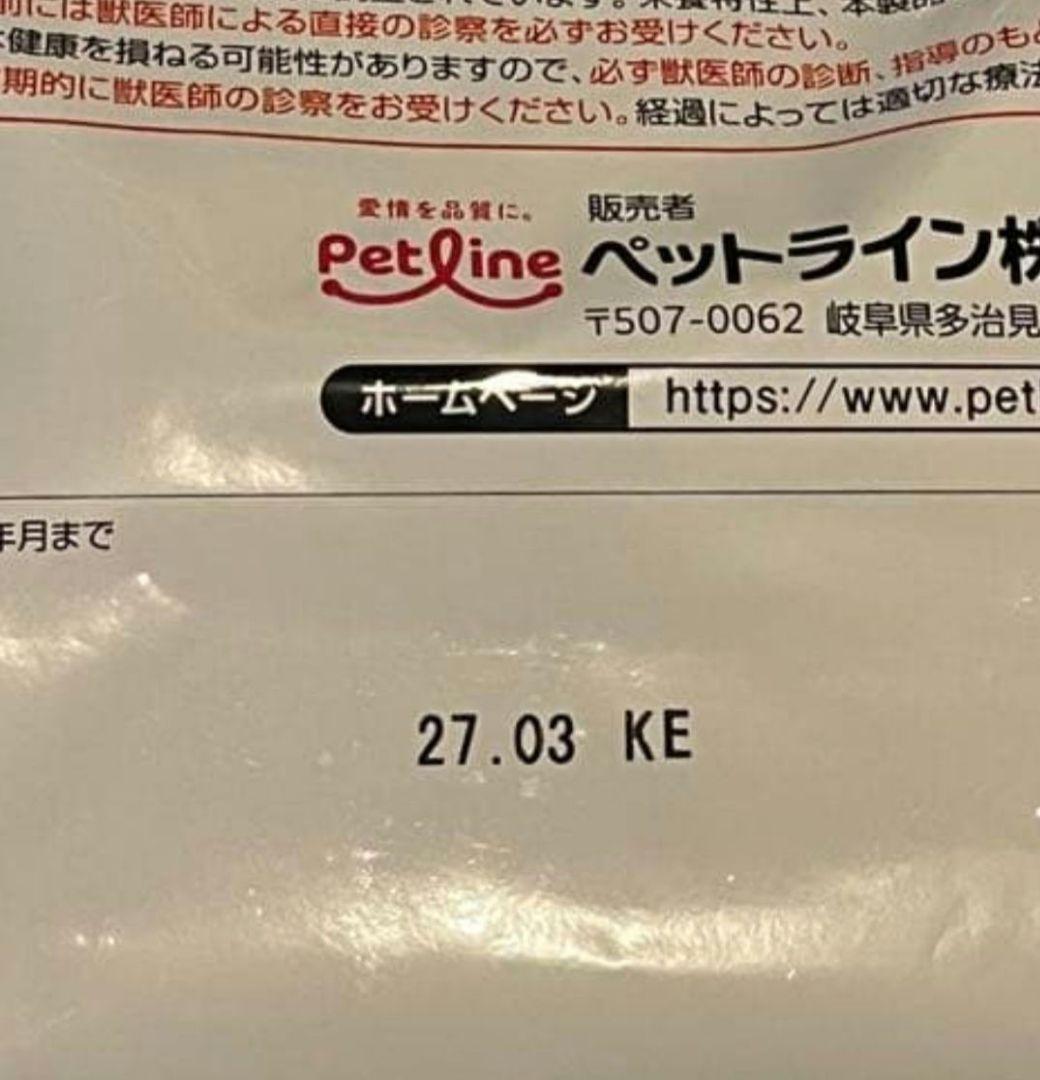 前には獣医師による直接の診察を必ずお受けください。
健康を損ねる可能性がありますので、必ず獣医師の診断、指導のもと
期的に獣医師の診察をお受けください。経過によっては適切な療法
愛情を品質に。
Petline
販売者
ペットライン株
〒507-0062 岐阜県多治見
ホームページ
https://www.petl
年月まで
27.03 KE